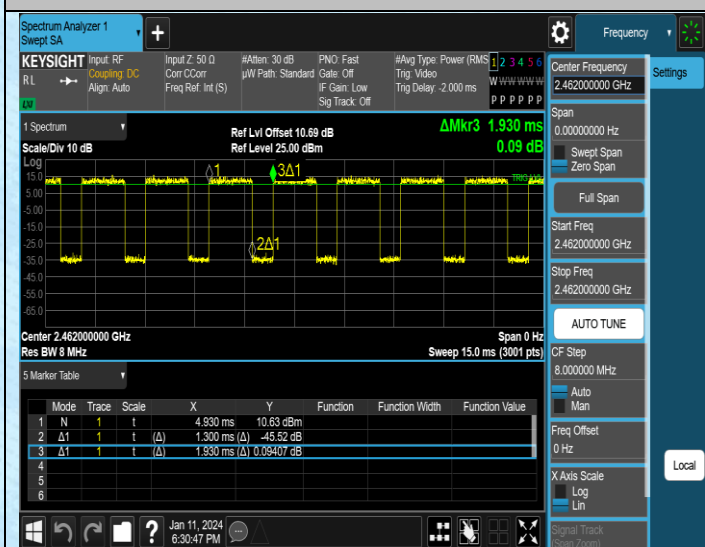 Spectrum Analyzer 1
Swept SA
Frequency
KEYSIGHT
RL
LW
Input: RF
Coupling: DC
Align: Auto
Input Z: 50 Ω
Corr CCorr
Freq Ref: Int (S)
#Atten: 30 dB
µW Path: Standard
PNO: Fast
Gate: Off
IF Gain: Low
Sig Track: Off
#Avg Type: Power (RMS
Trig: Video
Trig Delay: -2.000 ms
1 2 3 4 5 6
W W W W W W
P P P P P P
1 Spectrum
Scale/Div 10 dB
Ref Lvl Offset 10.69 dB
Ref Level 25.00 dBm
ΔMkr3 1.930 ms
0.09 dB
Log
15.0
5.00
-5.00
-15.0
-25.0
-35.0
-45.0
-55.0
-65.0
1
3Δ1
2Δ1
Center 2.462000000 GHz
Res BW 8 MHz
Span 0 Hz
Sweep 15.0 ms (3001 pts)
5 Marker Table
Mode Trace Scale X Y Function Function Width Function Value
1 N 1 t 4.930 ms 10.63 dBm
2 Δ1 1 t (Δ) 1.300 ms (Δ) -45.52 dB
3 Δ1 1 t (Δ) 1.930 ms (Δ) 0.09407 dB
4
5
6
Jan 11, 2024
6:30:47 PM
Center Frequency
2.462000000 GHz
Span
0.00000000 Hz
Swept Span
Zero Span
Full Span
Start Freq
2.462000000 GHz
Stop Freq
2.462000000 GHz
AUTO TUNE
CF Step
8.000000 MHz
Auto
Man
Freq Offset
0 Hz
X Axis Scale
Log
Lin
Signal Track
(Span Zoom)
Settings
Local